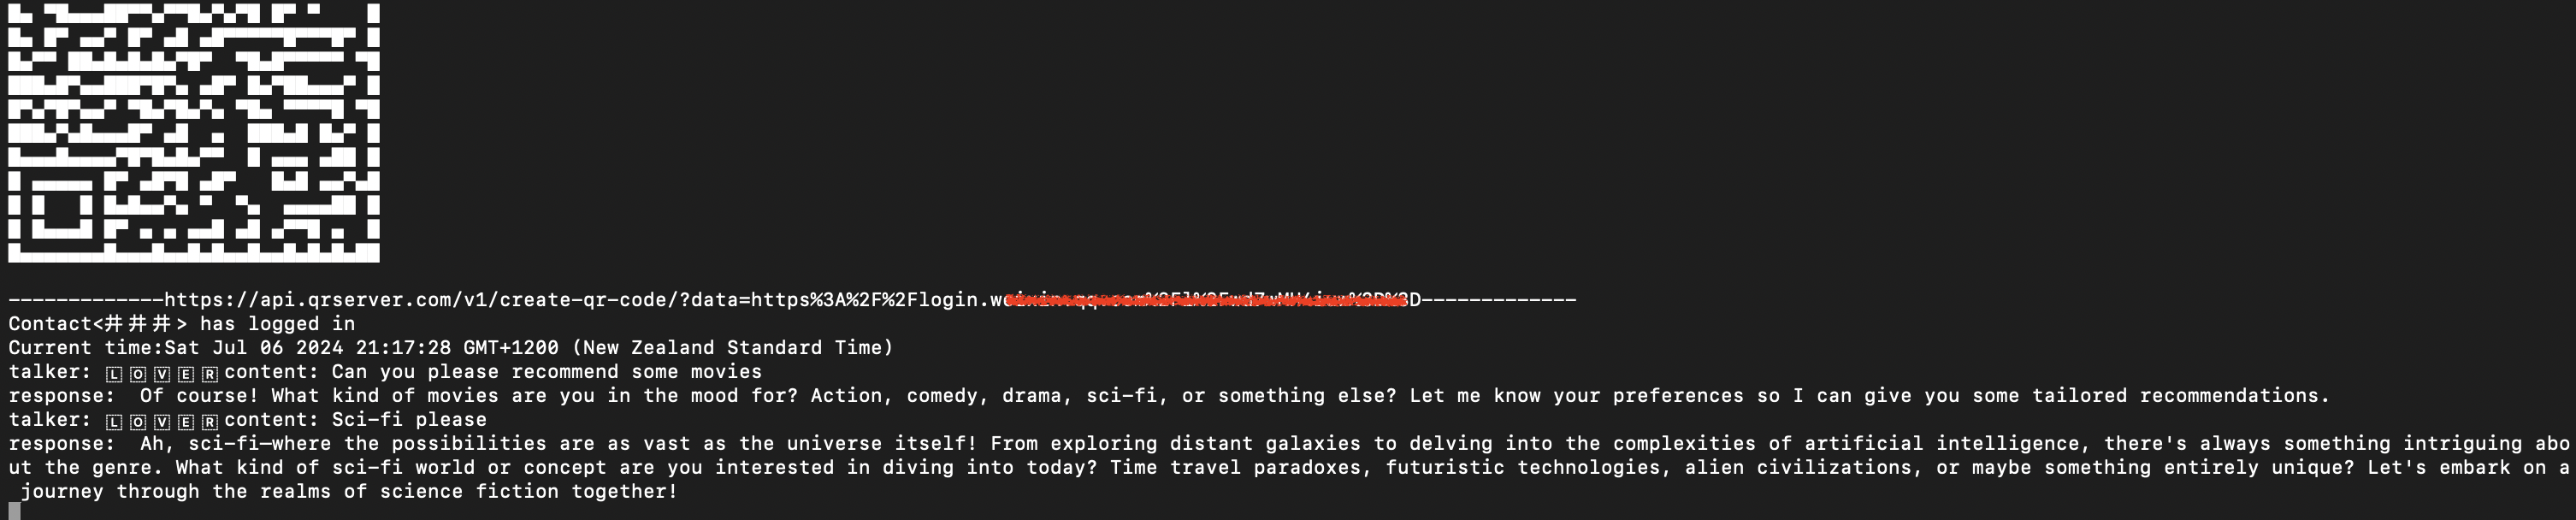 -------------https://api.qrserver.com/v1/create-qr-code/?data=https%3A%2F%2Flogin.w D-------------
Contact<井井井> has logged in
Current time:Sat Jul 06 2024 21:17:28 GMT+1200 (New Zealand Standard Time)
talker: 🇱 🇴 🇻 🇪 🇷 content: Can you please recommend some movies
response:  Of course! What kind of movies are you in the mood for? Action, comedy, drama, sci-fi, or something else? Let me know your preferences so I can give you some tailored recommendations.
talker: 🇱 🇴 🇻 🇪 🇷 content: Sci-fi please
response:  Ah, sci-fi—where the possibilities are as vast as the universe itself! From exploring distant galaxies to delving into the complexities of artificial intelligence, there's always something intriguing abo
ut the genre. What kind of sci-fi world or concept are you interested in diving into today? Time travel paradoxes, futuristic technologies, alien civilizations, or maybe something entirely unique? Let's embark on a
journey through the realms of science fiction together!